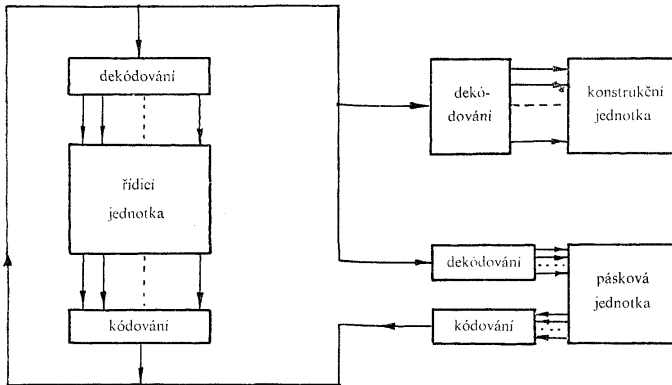 dekódování
řídicí
jednotka
kódování
dekó-
dování
konstrukční
jednotka
dekódování
kódování
pásková
jednotka